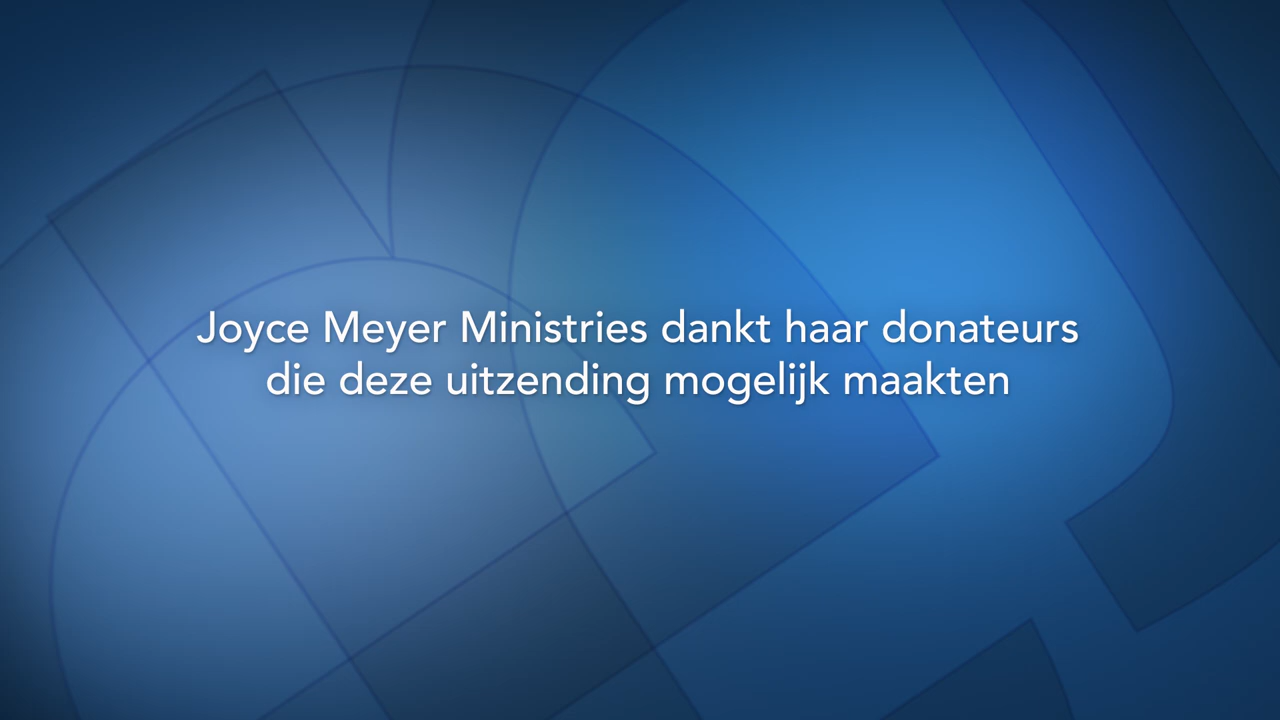 Joyce Meyer Ministries dankt haar donateurs
die deze uitzending mogelijk maakten